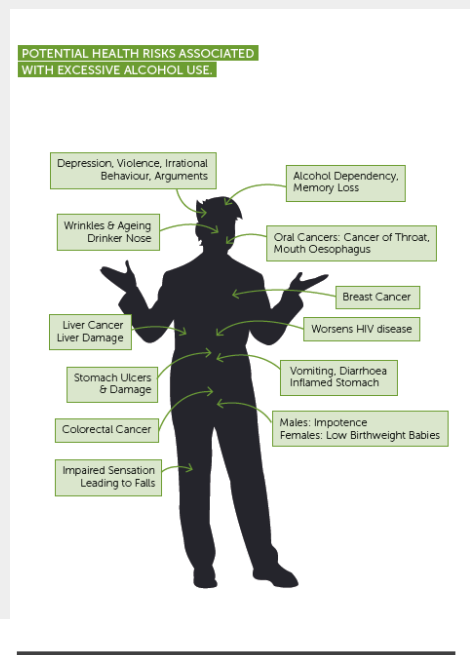 POTENTIAL HEALTH RISKS ASSOCIATED
WITH EXCESSIVE ALCOHOL USE.
Depression, Violence, Irrational
Behaviour, Arguments
Alcohol Dependency,
Memory Loss
Wrinkles & Ageing
Drinker Nose
Oral Cancers: Cancer of Throat,
Mouth Oesophagus
Breast Cancer
Liver Cancer
Liver Damage
Worsens HIV disease
Stomach Ulcers
& Damage
Vomiting, Diarrhoea
Inflamed Stomach
Colorectal Cancer
Males: Impotence
Females: Low Birthweight Babies
Impaired Sensation
Leading to Falls